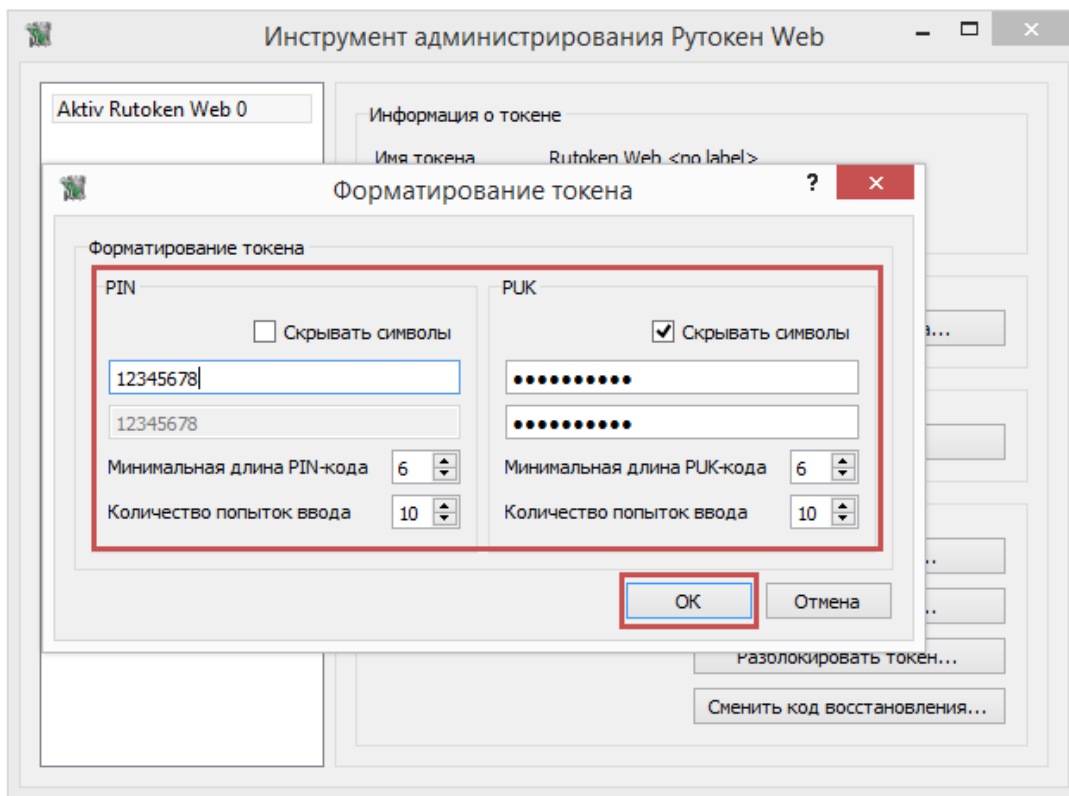 Инструмент администрирования Рутокен Web
Aktiv Rutoken Web 0
Информация о токене
Имя токена Rutoken Web <no label>
Форматирование токена
?
Форматирование токена
PIN
PUK
Скрывать символы
Скрывать символы
12345678
••••••••••
12345678
••••••••••
Минимальная длина PIN-кода 6
Минимальная длина PUK-кода 6
Количество попыток ввода 10
Количество попыток ввода 10
OK
Отмена
Разблокировать токен...
Сменить код восстановления...